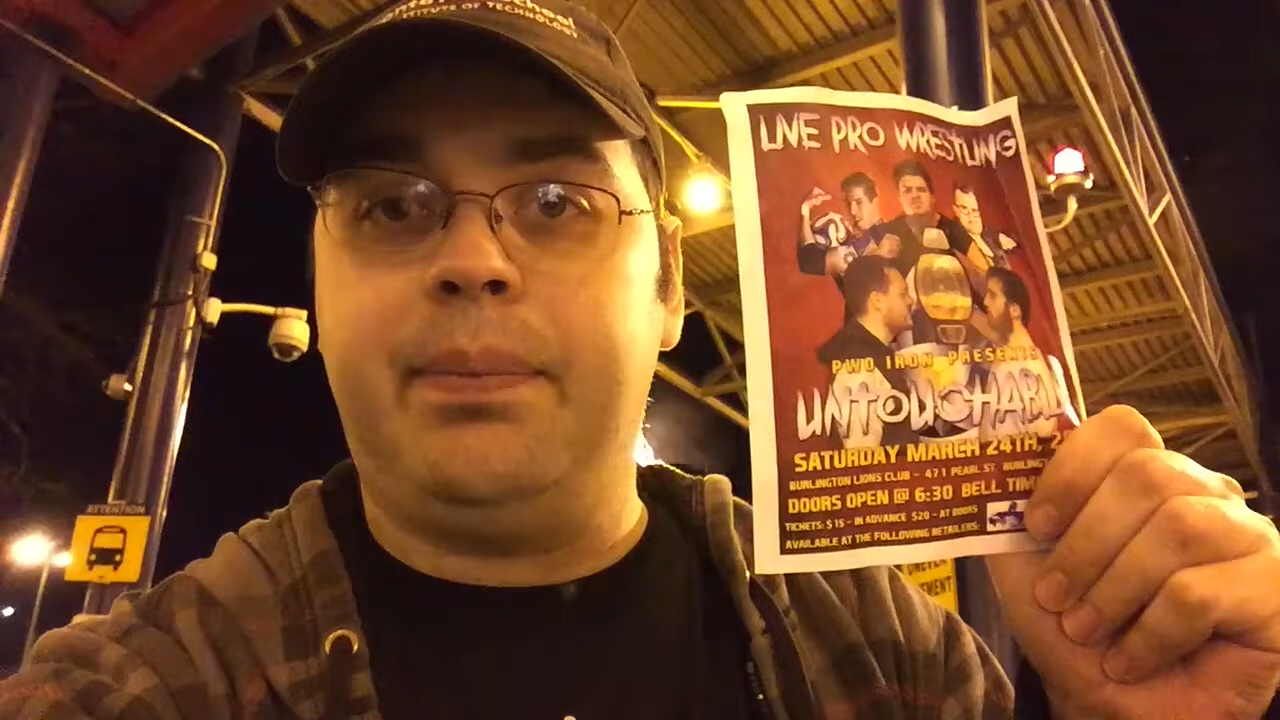 INSTITUTE OF TECHNOLOGY
LIVE PRO WRESTLING
PWO IRON PRESENTS
UNTOUCHABL
SATURDAY MARCH 24TH, 2
BURLINGTON LIONS CLUB - 471 PEARL ST. BURLING
DOORS OPEN @ 6:30 BELL TIM
TICKETS: $15 - IN ADVANCE $20 - AT DOORS
AVAILABLE AT THE FOLLOWING RETAILERS:
ATTENTION